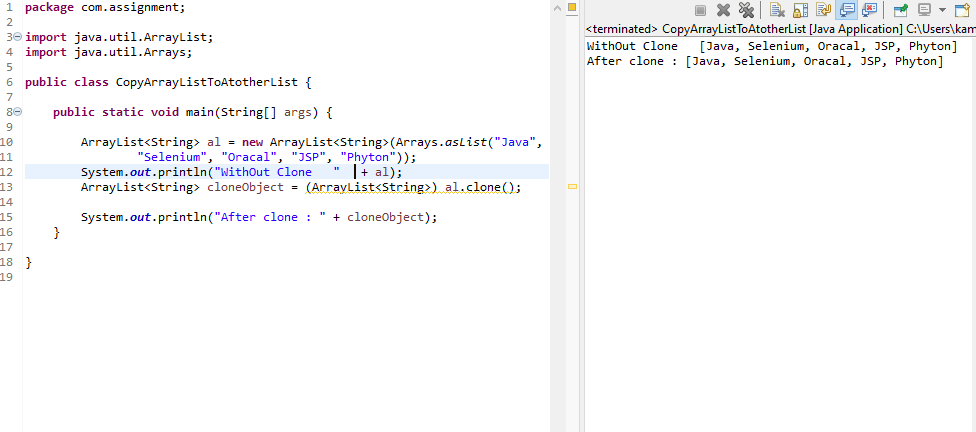 1 package com.assignment;
2
3 import java.util.ArrayList;
4 import java.util.Arrays;
5
6 public class CopyArrayListToAtotherList {
7
8     public static void main(String[] args) {
9
10         ArrayList<String> al = new ArrayList<String>(Arrays.asList("Java",
11                 "Selenium", "Oracal", "JSP", "Phyton"));
12         System.out.println("WithOut Clone   "  + al);
13         ArrayList<String> cloneObject = (ArrayList<String>) al.clone();
14
15         System.out.println("After clone : " + cloneObject);
16     }
17
18 }
19
<terminated> CopyArrayListToAtotherList [Java Application] C:\Users\kam
WithOut Clone   [Java, Selenium, Oracal, JSP, Phyton]
After clone : [Java, Selenium, Oracal, JSP, Phyton]